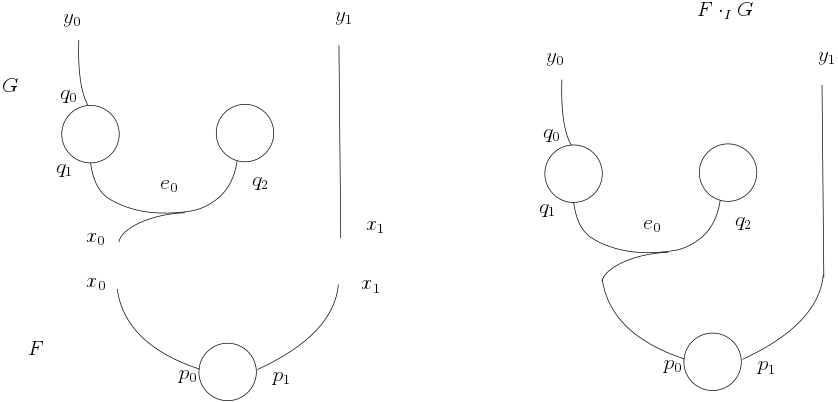 F ·_I G
y_0 y_1
y_0 y_1
G
q_0
q_0
q_1 e_0 q_2
q_1 e_0 q_2
x_0 x_1
x_0 x_1
F
p_0 p_1
p_0 p_1